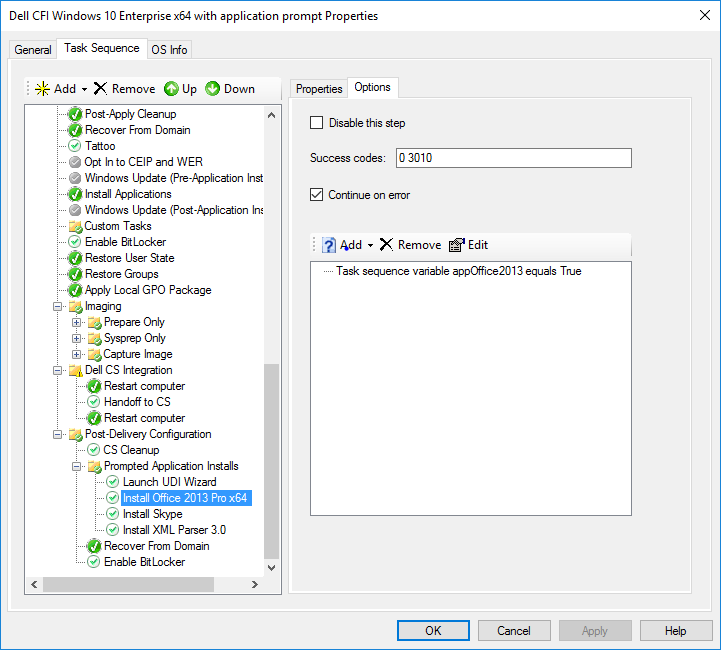 Dell CFI Windows 10 Enterprise x64 with application prompt Properties
General Task Sequence OS Info
Add Remove Up Down
Post-Apply Cleanup
Recover From Domain
Tattoo
Opt In to CEIP and WER
Windows Update (Pre-Application Inst
Install Applications
Windows Update (Post-Application Ins
Custom Tasks
Enable BitLocker
Restore User State
Restore Groups
Apply Local GPO Package
Imaging
Prepare Only
Sysprep Only
Capture Image
Dell CS Integration
Restart computer
Handoff to CS
Restart computer
Post-Delivery Configuration
CS Cleanup
Prompted Application Installs
Launch UDI Wizard
Install Office 2013 Pro x64
Install Skype
Install XML Parser 3.0
Recover From Domain
Enable BitLocker
Properties Options
Disable this step
Success codes: 0 3010
Continue on error
Add Remove Edit
Task sequence variable appOffice2013 equals True
OK Cancel Apply Help